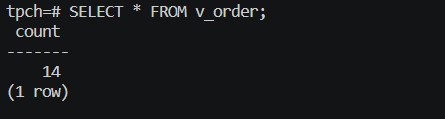 tpch=# SELECT * FROM v_order;
 count
-------
    14
(1 row)